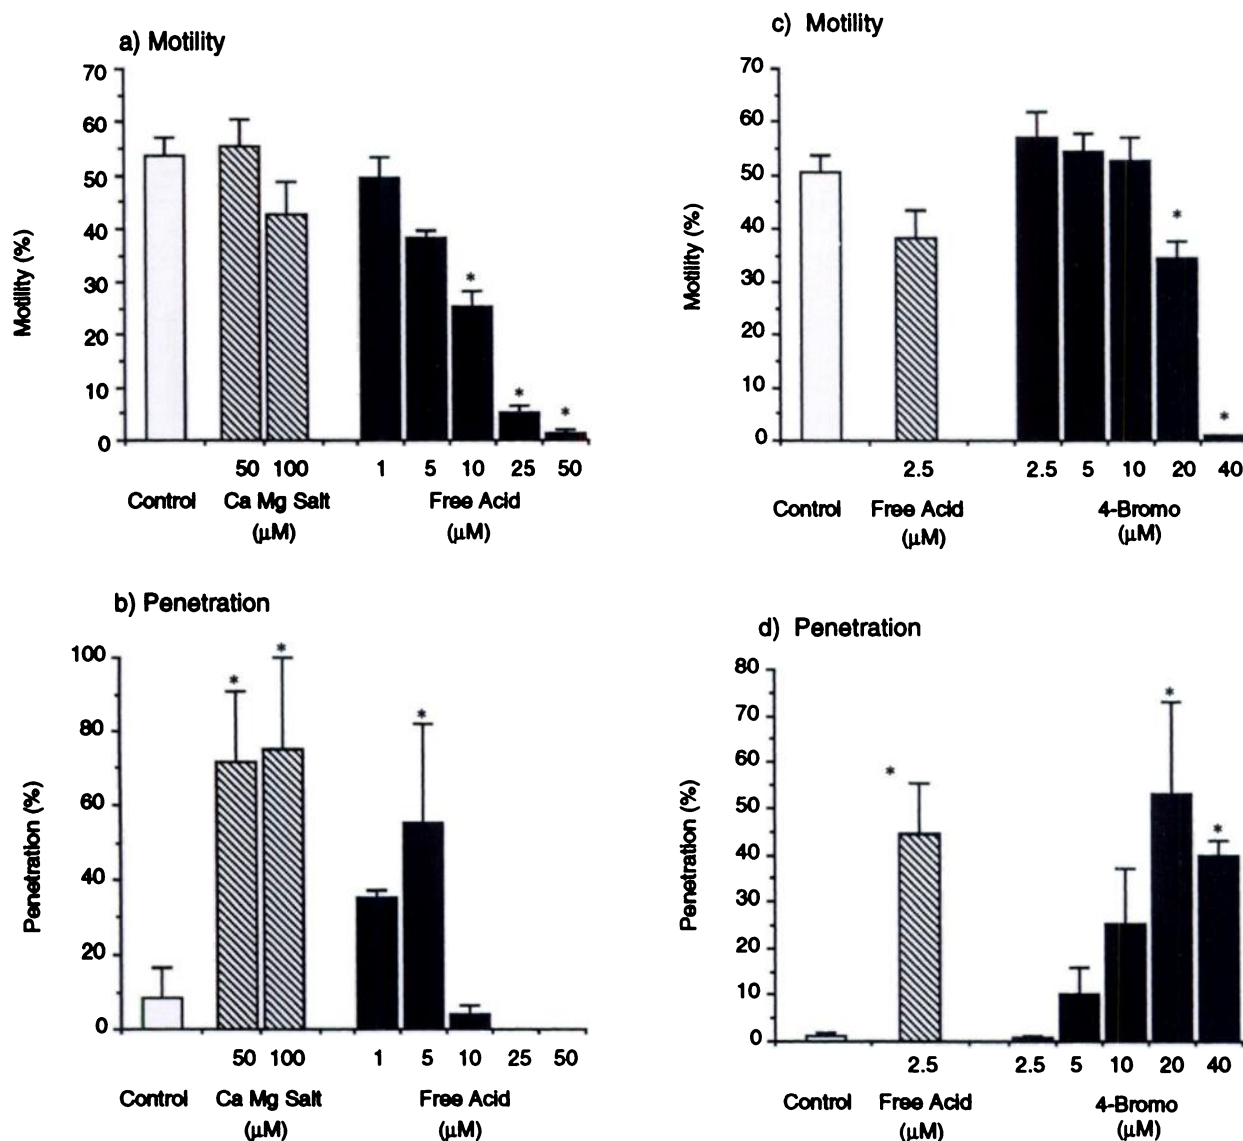 a) Motility
70
60
50
40
30
20
10
0
Motility (%)
50 100 1 5 10 25 50
Control Ca Mg Salt Free Acid
(µM) (µM)
* * *
c) Motility
70
60
50
40
30
20
10
0
Motility (%)
2.5 2.5 5 10 20 40
Control Free Acid 4-Bromo
(µM) (µM)
* *
b) Penetration
100
80
60
40
20
0
Penetration (%)
50 100 1 5 10 25 50
Control Ca Mg Salt Free Acid
(µM) (µM)
* * *
d) Penetration
80
70
60
50
40
30
20
10
0
Penetration (%)
2.5 2.5 5 10 20 40
Control Free Acid 4-Bromo
(µM) (µM)
* * *